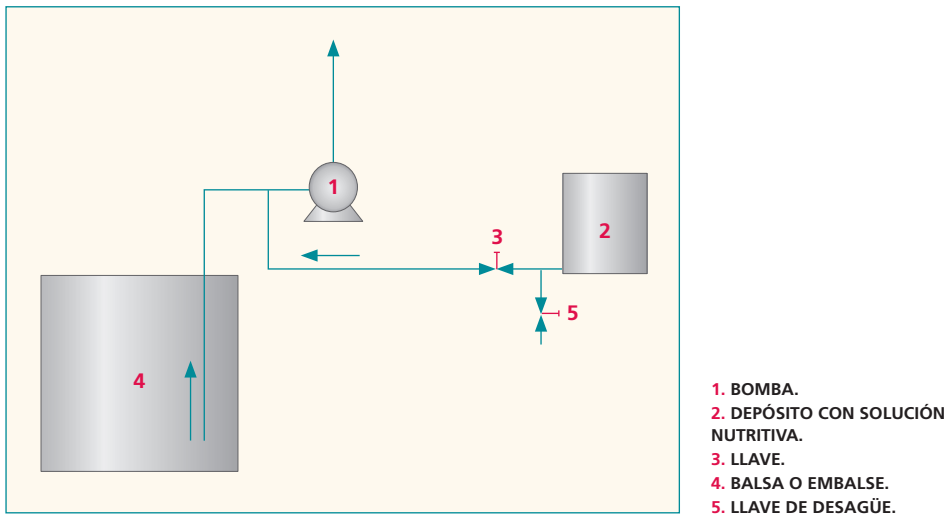 1
2
3
4
5
1. BOMBA.
2. DEPÓSITO CON SOLUCIÓN
NUTRITIVA.
3. LLAVE.
4. BALSA O EMBALSE.
5. LLAVE DE DESAGÜE.